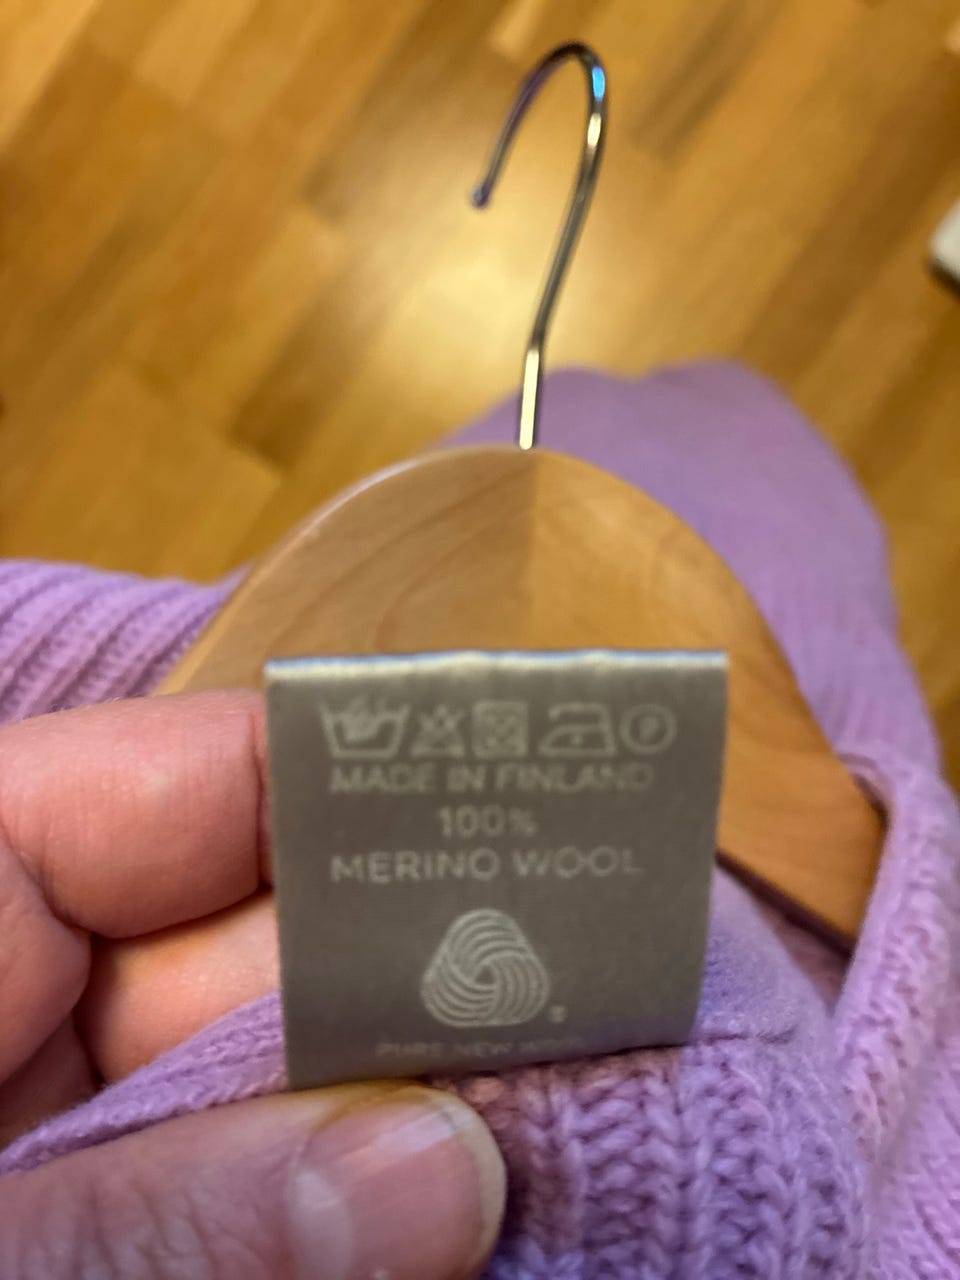 P
MADE IN FINLAND
100%
MERINO WOOL
PURE NEW WOOL